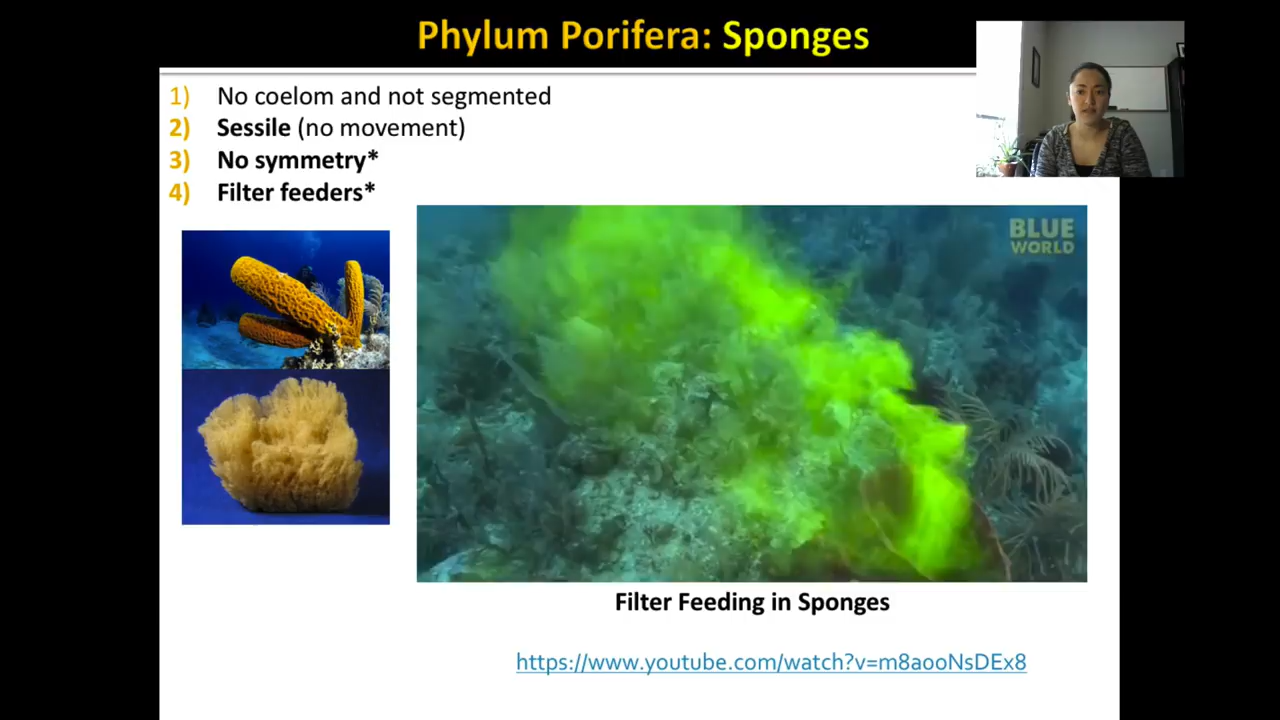 Phylum Porifera: Sponges
1) No coelom and not segmented
2) Sessile (no movement)
3) No symmetry*
4) Filter feeders*
BLUE
WORLD
Filter Feeding in Sponges
https://www.youtube.com/watch?v=m8aooNsDEx8